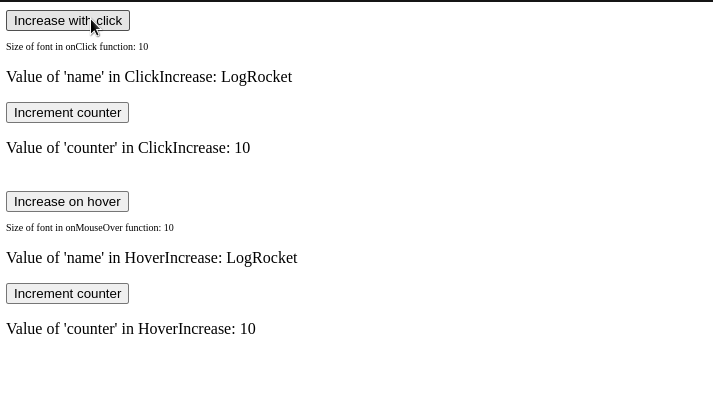 Increase with click
Size of font in onClick function: 10
Value of 'name' in ClickIncrease: LogRocket
Increment counter
Value of 'counter' in ClickIncrease: 10
Increase on hover
Size of font in onMouseOver function: 10
Value of 'name' in HoverIncrease: LogRocket
Increment counter
Value of 'counter' in HoverIncrease: 10